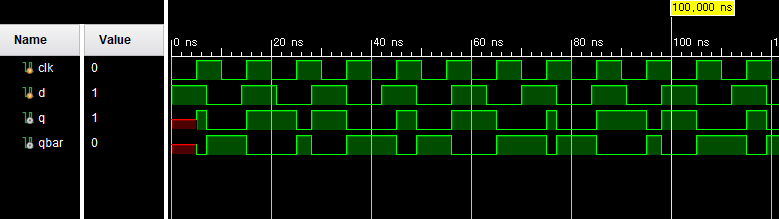 100,000 ns
Name Value 0 ns 20 ns 40 ns 60 ns 80 ns 100 ns
clk 0
d 1
q 1
qbar 0